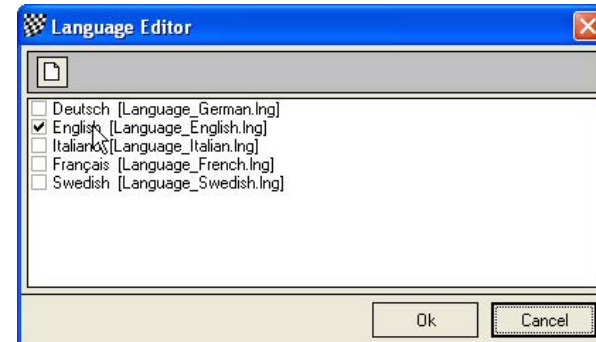 Language Editor
Deutsch [Language_German.lng]
English [Language_English.lng]
Italiano [Language_Italian.lng]
Français [Language_French.lng]
Swedish [Language_Swedish.lng]
Ok Cancel